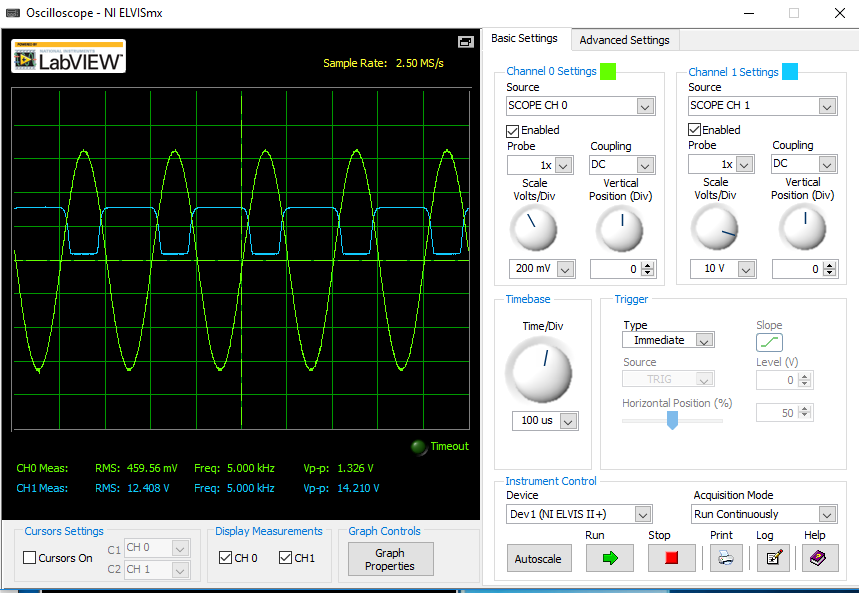 Oscilloscope - NI ELVISmx
POWERED BY
NATIONAL INSTRUMENTS
LabVIEW™
Sample Rate: 2.50 MS/s
Timeout
CH0 Meas: RMS: 459.56 mV Freq: 5.000 kHz Vp-p: 1.326 V
CH1 Meas: RMS: 12.408 V Freq: 5.000 kHz Vp-p: 14.210 V
Cursors Settings
Cursors On
C1 CH 0
C2 CH 1
Display Measurements
CH 0 CH1
Graph Controls
Graph
Properties
Basic Settings Advanced Settings
Channel 0 Settings
Source
SCOPE CH 0
Enabled
Probe Coupling
1x DC
Scale Vertical
Volts/Div Position (Div)
200 mV 0
Channel 1 Settings
Source
SCOPE CH 1
Enabled
Probe Coupling
1x DC
Scale Vertical
Volts/Div Position (Div)
10 V 0
Timebase
Time/Div
100 us
Trigger
Type Slope
Immediate
Source Level (V)
TRIG 0
Horizontal Position (%)
50
Instrument Control
Device Acquisition Mode
Dev1 (NI ELVIS II+) Run Continuously
Run Stop Print Log Help
Autoscale